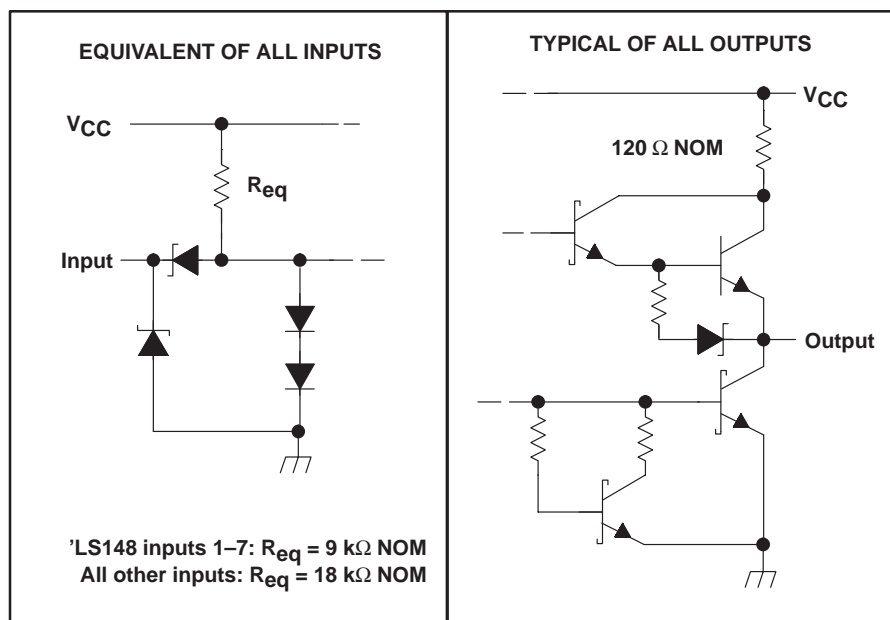 EQUIVALENT OF ALL INPUTS
VCC
Req
Input
'LS148 inputs 1–7: Req = 9 kΩ NOM
All other inputs: Req = 18 kΩ NOM
TYPICAL OF ALL OUTPUTS
VCC
120 Ω NOM
Output